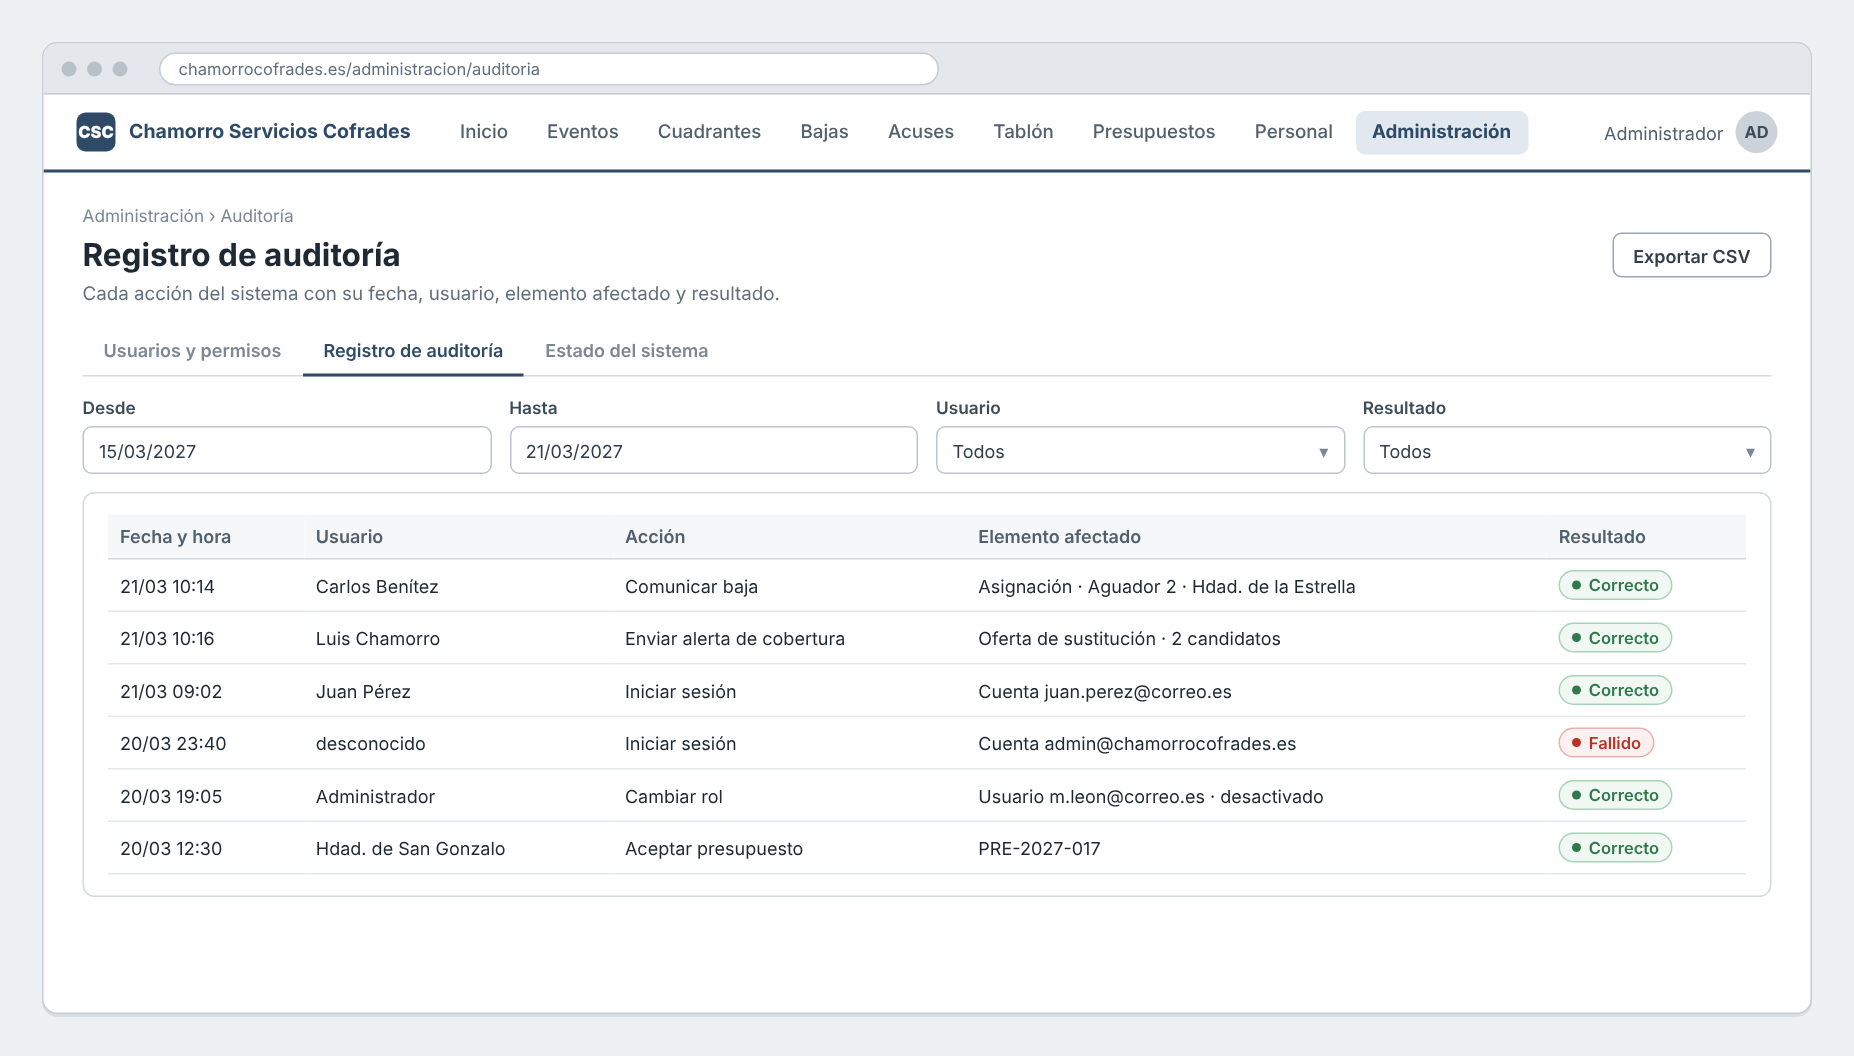 chamorrocofrades.es/administracion/auditoria
CSC Chamorro Servicios Cofrades Inicio Eventos Cuadrantes Bajas Acuses Tablón Presupuestos Personal Administración Administrador AD
Administración › Auditoría
Registro de auditoría
Exportar CSV
Cada acción del sistema con su fecha, usuario, elemento afectado y resultado.
Usuarios y permisos Registro de auditoría Estado del sistema
Desde Hasta Usuario Resultado
15/03/2027 21/03/2027 Todos ▾ Todos ▾
Fecha y hora Usuario Acción Elemento afectado Resultado
21/03 10:14 Carlos Benítez Comunicar baja Asignación · Aguador 2 · Hdad. de la Estrella Correcto
21/03 10:16 Luis Chamorro Enviar alerta de cobertura Oferta de sustitución · 2 candidatos Correcto
21/03 09:02 Juan Pérez Iniciar sesión Cuenta juan.perez@correo.es Correcto
20/03 23:40 desconocido Iniciar sesión Cuenta admin@chamorrocofrades.es Fallido
20/03 19:05 Administrador Cambiar rol Usuario m.leon@correo.es · desactivado Correcto
20/03 12:30 Hdad. de San Gonzalo Aceptar presupuesto PRE-2027-017 Correcto